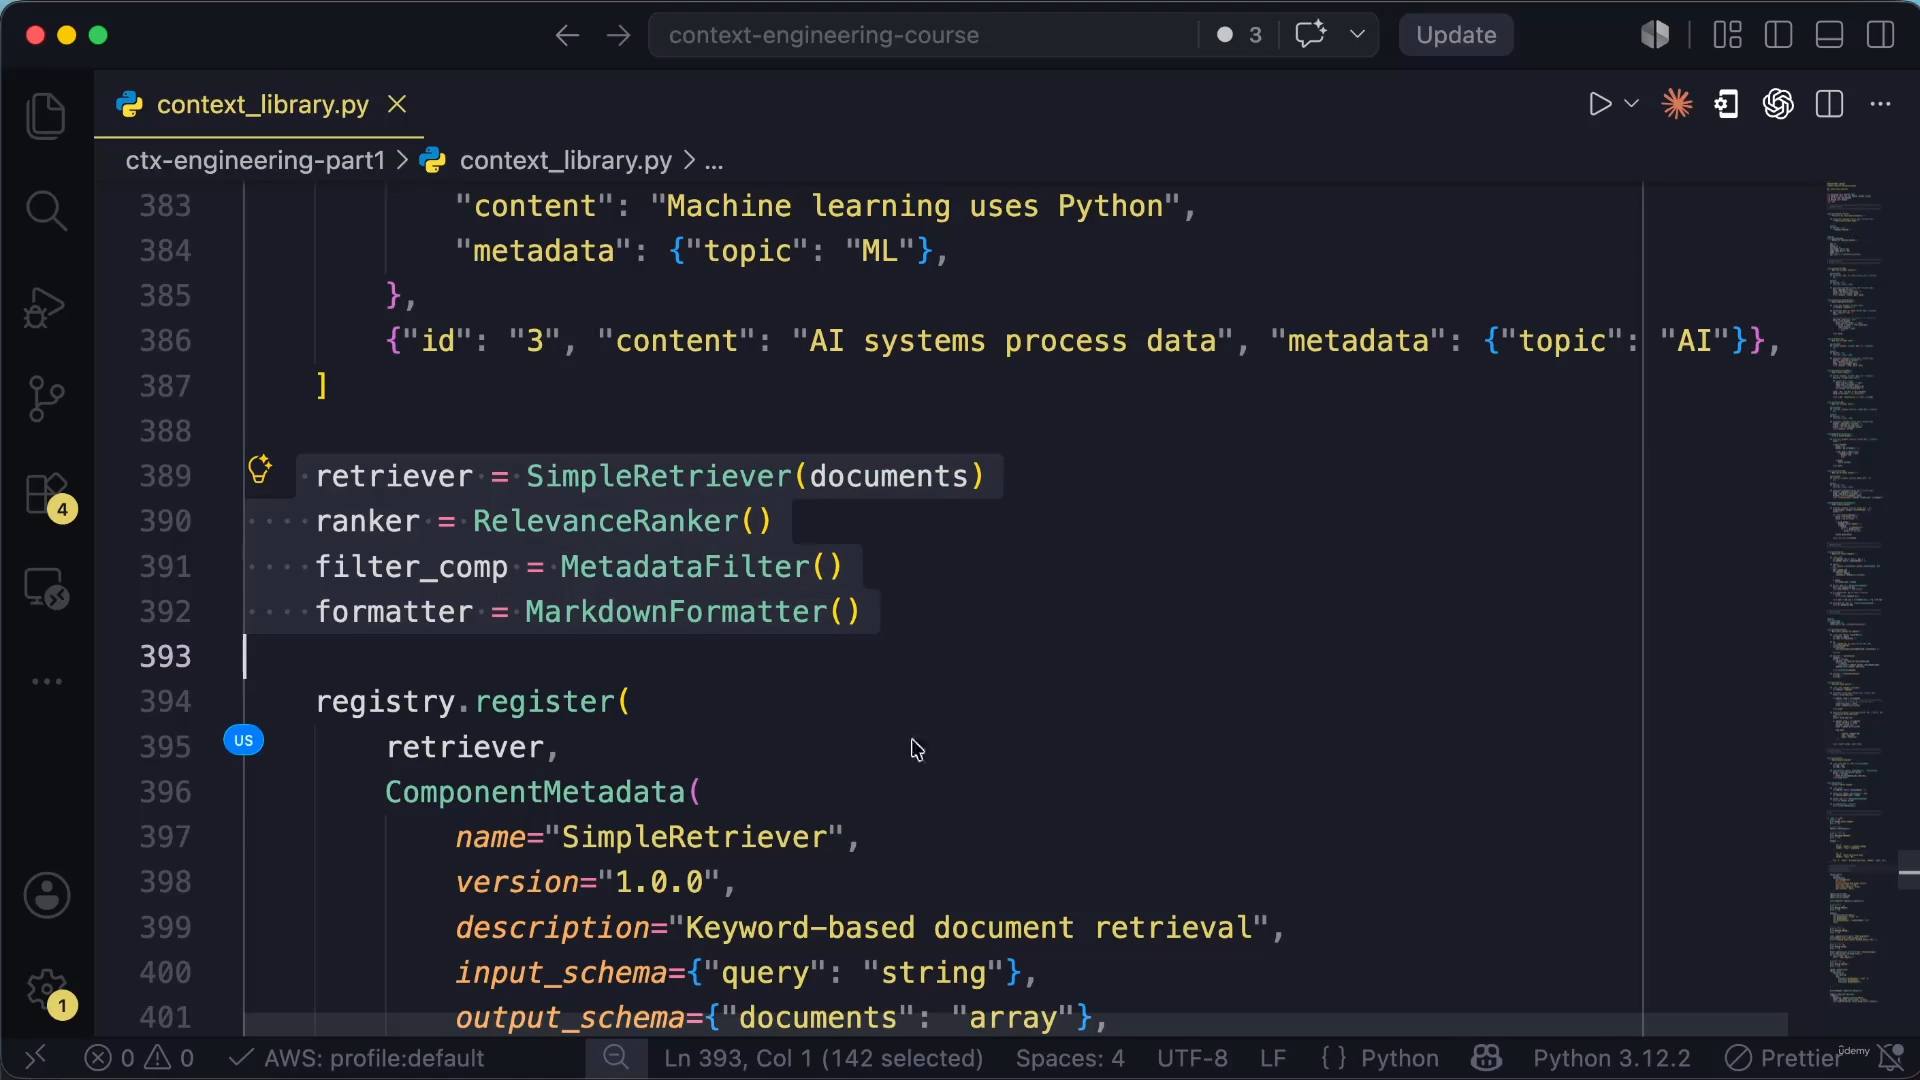 context-engineering-course
3
Update
context_library.py
ctx-engineering-part1 > context_library.py > ...
383 "content": "Machine learning uses Python",
384 "metadata": {"topic": "ML"},
385 },
386 {"id": "3", "content": "AI systems process data", "metadata": {"topic": "AI"}},
387 ]
388
389 retriever = SimpleRetriever(documents)
390 ranker = RelevanceRanker()
391 filter_comp = MetadataFilter()
392 formatter = MarkdownFormatter()
393
394 registry.register(
395 retriever,
396 ComponentMetadata(
397 name="SimpleRetriever",
398 version="1.0.0",
399 description="Keyword-based document retrieval",
400 input_schema={"query": "string"},
401 output_schema={"documents": "array"},
US
4
1
0 0 AWS: profile:default Ln 393, Col 1 (142 selected) Spaces: 4 UTF-8 LF {} Python Python 3.12.2 Prettier
ûdemy